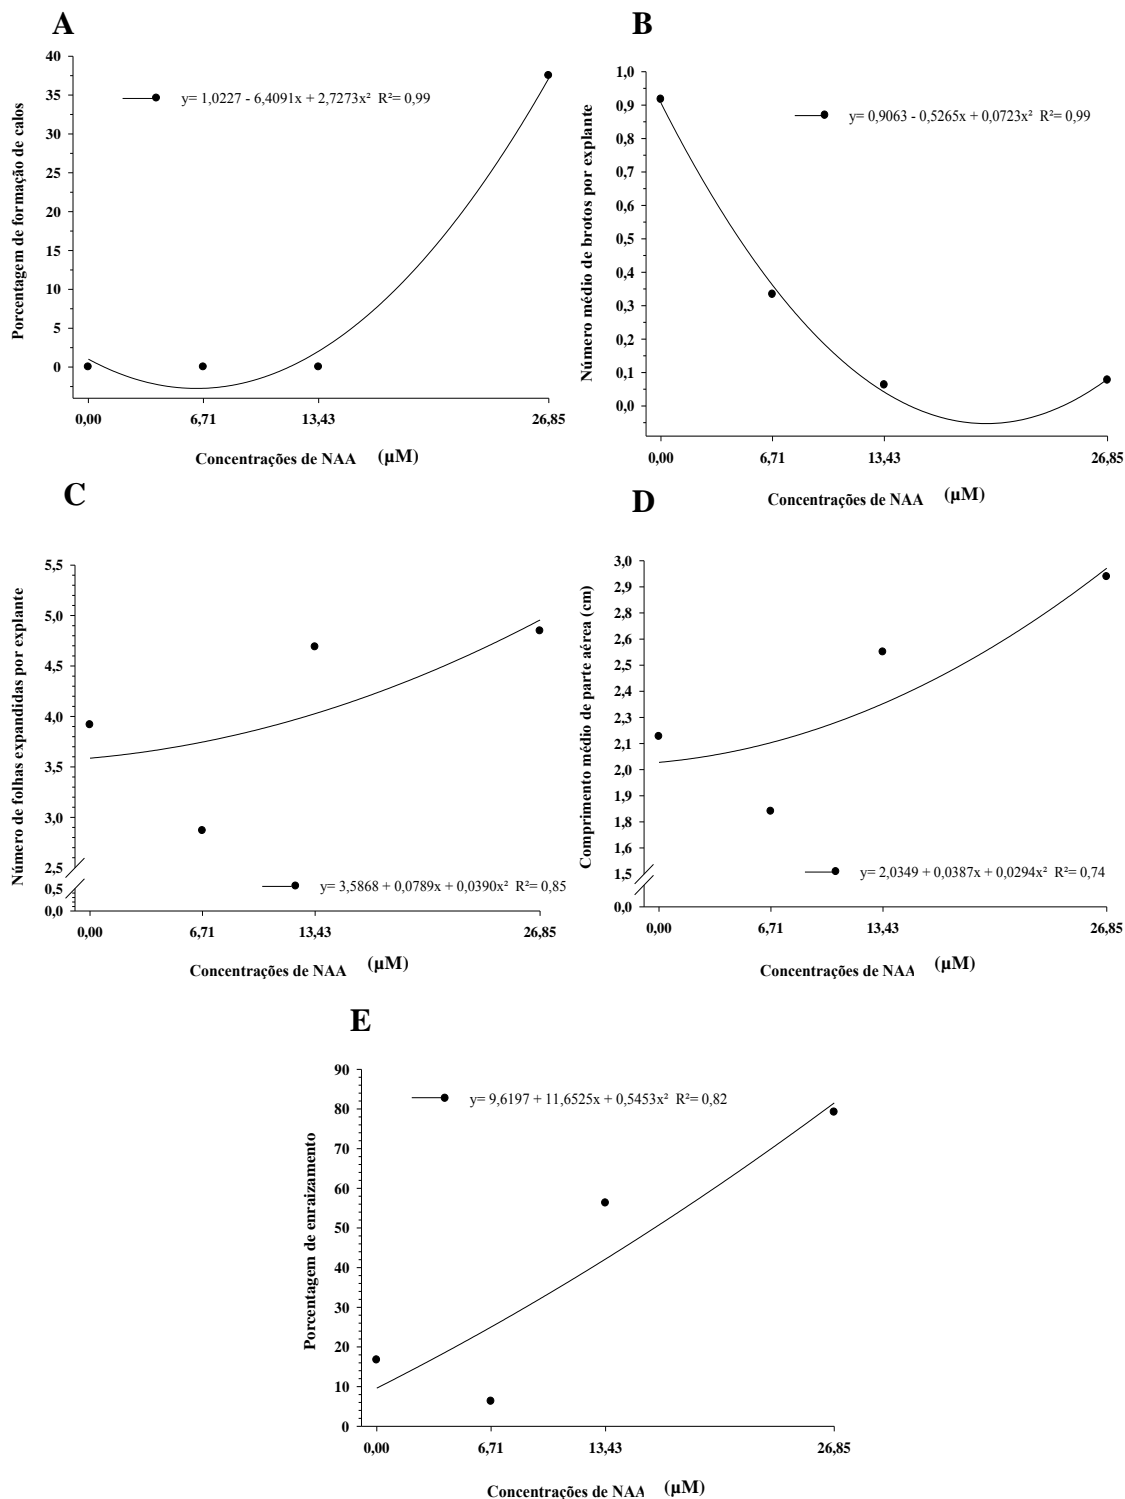 A
Porcentagem de formação de calos
40
35
30
25
20
15
10
5
0
y= 1,0227 - 6,4091x + 2,7273x² R²= 0,99
0,00 6,71 13,43 26,85
Concentrações de NAA (µM)
B
Número médio de brotos por explante
1,0
0,9
0,8
0,7
0,6
0,5
0,4
0,3
0,2
0,1
0,0
y= 0,9063 - 0,5265x + 0,0723x² R²= 0,99
0,00 6,71 13,43 26,85
Concentrações de NAA (µM)
C
Número de folhas expandidas por explante
5,5
5,0
4,5
4,0
3,5
3,0
2,5
0,5
0,0
y= 3,5868 + 0,0789x + 0,0390x² R²= 0,85
0,00 6,71 13,43 26,85
Concentrações de NAA (µM)
D
Comprimento médio de parte aérea (cm)
3,0
2,9
2,8
2,6
2,5
2,4
2,3
2,1
2,0
1,9
1,8
1,6
1,5
0,0
y= 2,0349 + 0,0387x + 0,0294x² R²= 0,74
0,00 6,71 13,43 26,85
Concentrações de NAA (µM)
E
Porcentagem de enraizamento
90
80
70
60
50
40
30
20
10
0
y= 9,6197 + 11,6525x + 0,5453x² R²= 0,82
0,00 6,71 13,43 26,85
Concentrações de NAA (µM)